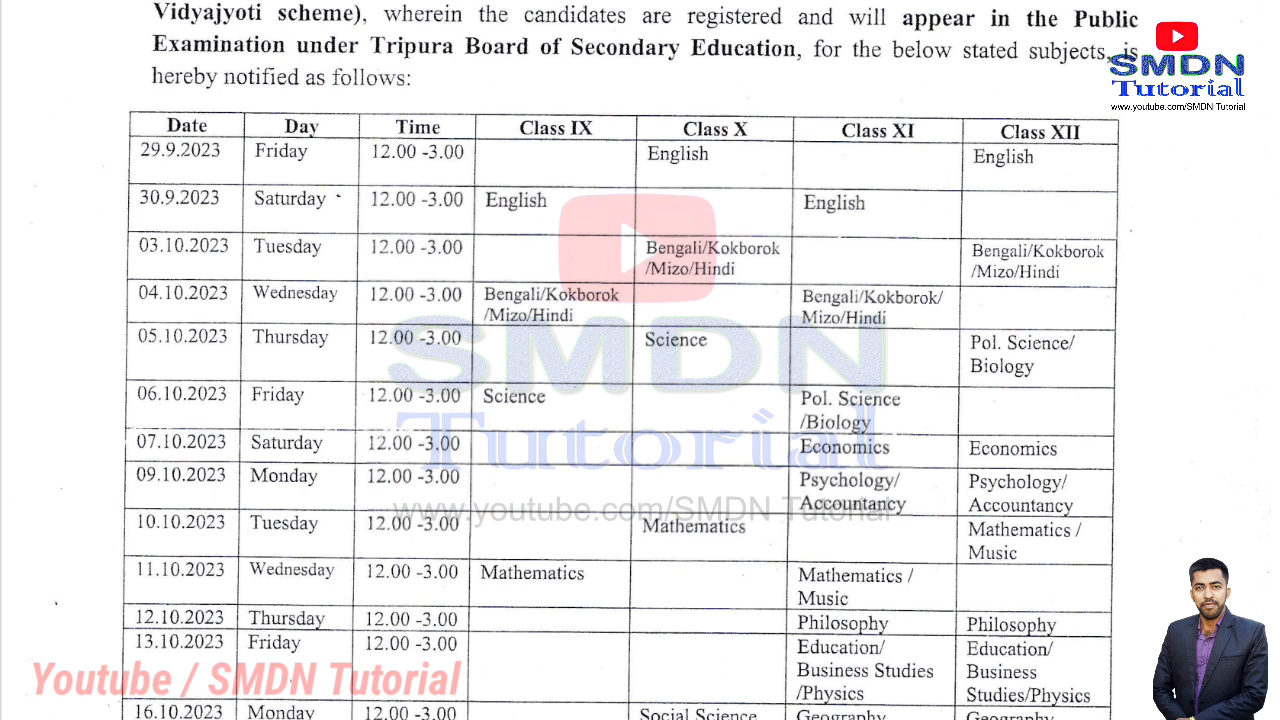 Vidyajyoti scheme), wherein the candidates are registered and will appear in the Public
Examination under Tripura Board of Secondary Education, for the below stated subjects, is
hereby notified as follows:
SMDN
Tutorial
www.youtube.com/SMDN Tutorial
Date Day Time Class IX Class X Class XI Class XII
29.9.2023 Friday 12.00 -3.00 English English
30.9.2023 Saturday 12.00 -3.00 English English
03.10.2023 Tuesday 12.00 -3.00 Bengali/Kokborok Bengali/Kokborok
/Mizo/Hindi /Mizo/Hindi
04.10.2023 Wednesday 12.00 -3.00 Bengali/Kokborok Bengali/Kokborok/
/Mizo/Hindi Mizo/Hindi
05.10.2023 Thursday 12.00 -3.00 Science Pol. Science/
Biology
06.10.2023 Friday 12.00 -3.00 Science Pol. Science
/Biology
07.10.2023 Saturday 12.00 -3.00 Economics Economics
09.10.2023 Monday 12.00 -3.00 Psychology/ Psychology/
Accountancy Accountancy
10.10.2023 Tuesday 12.00 -3.00 Mathematics Mathematics /
Music
11.10.2023 Wednesday 12.00 -3.00 Mathematics Mathematics /
Music
12.10.2023 Thursday 12.00 -3.00 Philosophy Philosophy
13.10.2023 Friday 12.00 -3.00 Education/ Education/
Business Studies Business
/Physics Studies/Physics
16.10.2023 Monday 12.00 -3.00 Social Science Geography Geography
SMDN
Tutorial
www.youtube.com/SMDN Tutorial
Youtube / SMDN Tutorial